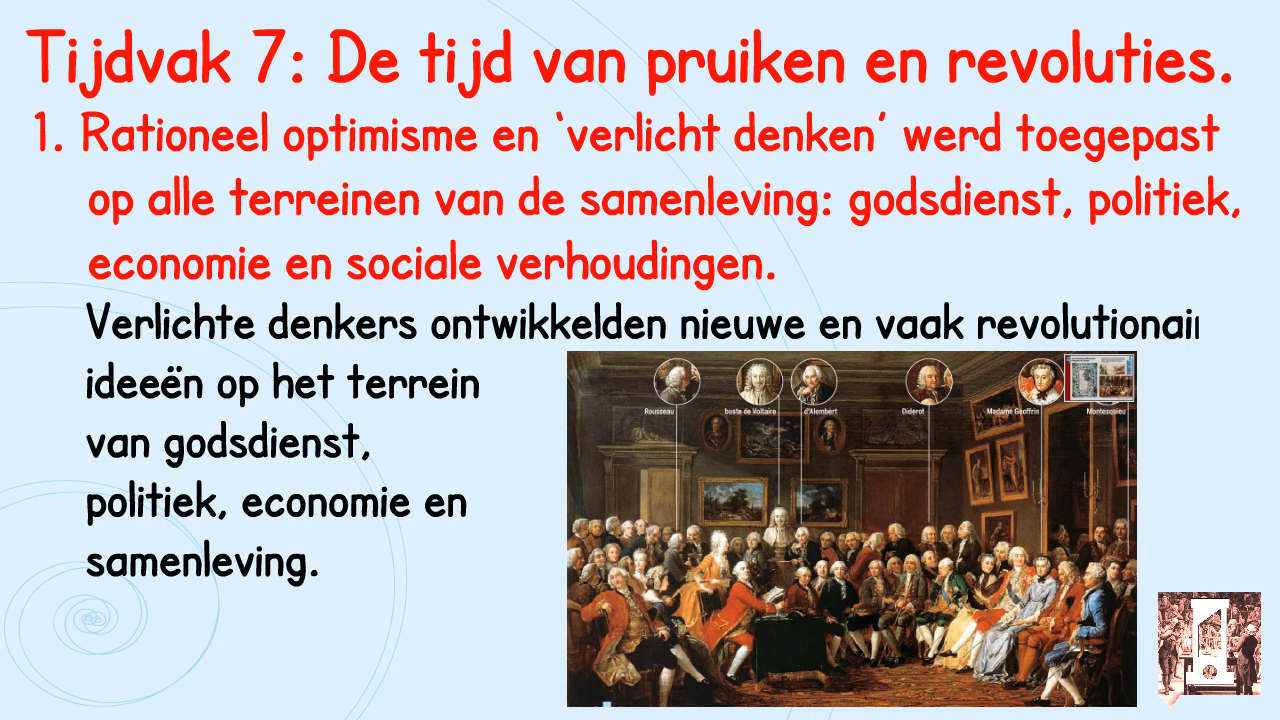 Tijdvak 7: De tijd van pruiken en revoluties.
1. Rationeel optimisme en ‘verlicht denken’ werd toegepast
op alle terreinen van de samenleving: godsdienst, politiek,
economie en sociale verhoudingen.
Verlichte denkers ontwikkelden nieuwe en vaak
ideeën op het terrein
van godsdienst,
politiek, economie en
samenleving.
Rousseau buste de Voltaire d'Alembert Diderot Madame Geoffrin Montesquieu